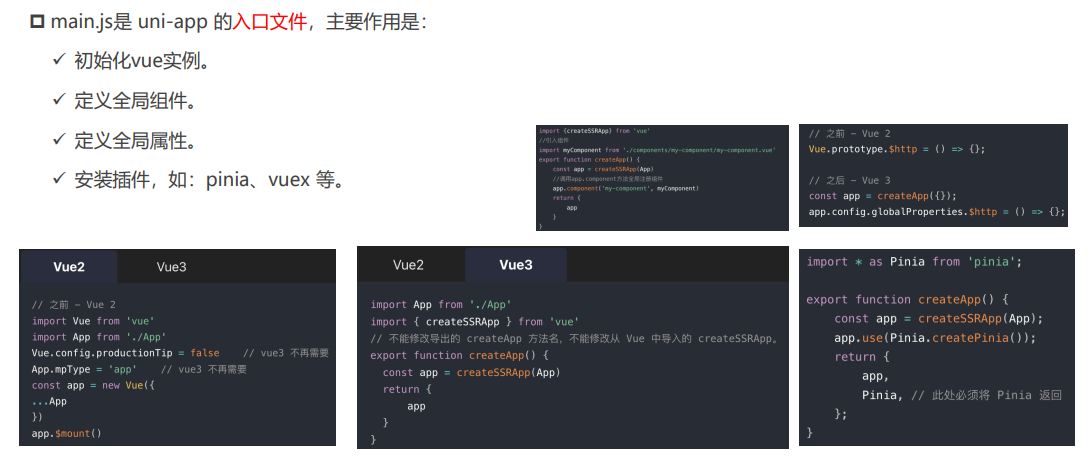 main.js是 uni-app 的入口文件，主要作用是：
✓ 初始化vue实例。
✓ 定义全局组件。
✓ 定义全局属性。
✓ 安装插件，如：pinia、vuex 等。
import {createSSRApp} from 'vue'
//引入组件
import myComponent from './components/my-component/my-component.vue'
export function createApp() {
const app = createSSRApp(App)
//调用app.component方法全局注册组件
app.component('my-component', myComponent)
return {
app
}
}
// 之前 - Vue 2
Vue.prototype.$http = () => {};
// 之后 - Vue 3
const app = createApp({});
app.config.globalProperties.$http = () => {};
Vue2 Vue3
// 之前 - Vue 2
import Vue from 'vue'
import App from './App'
Vue.config.productionTip = false // vue3 不再需要
App.mpType = 'app' // vue3 不再需要
const app = new Vue({
...App
})
app.$mount()
Vue2 Vue3
import App from './App'
import { createSSRApp } from 'vue'
// 不能修改导出的 createApp 方法名，不能修改从 Vue 中导入的 createSSRApp。
export function createApp() {
const app = createSSRApp(App)
return {
app
}
}
import * as Pinia from 'pinia';
export function createApp() {
const app = createSSRApp(App);
app.use(Pinia.createPinia());
return {
app,
Pinia, // 此处必须将 Pinia 返回
};
}